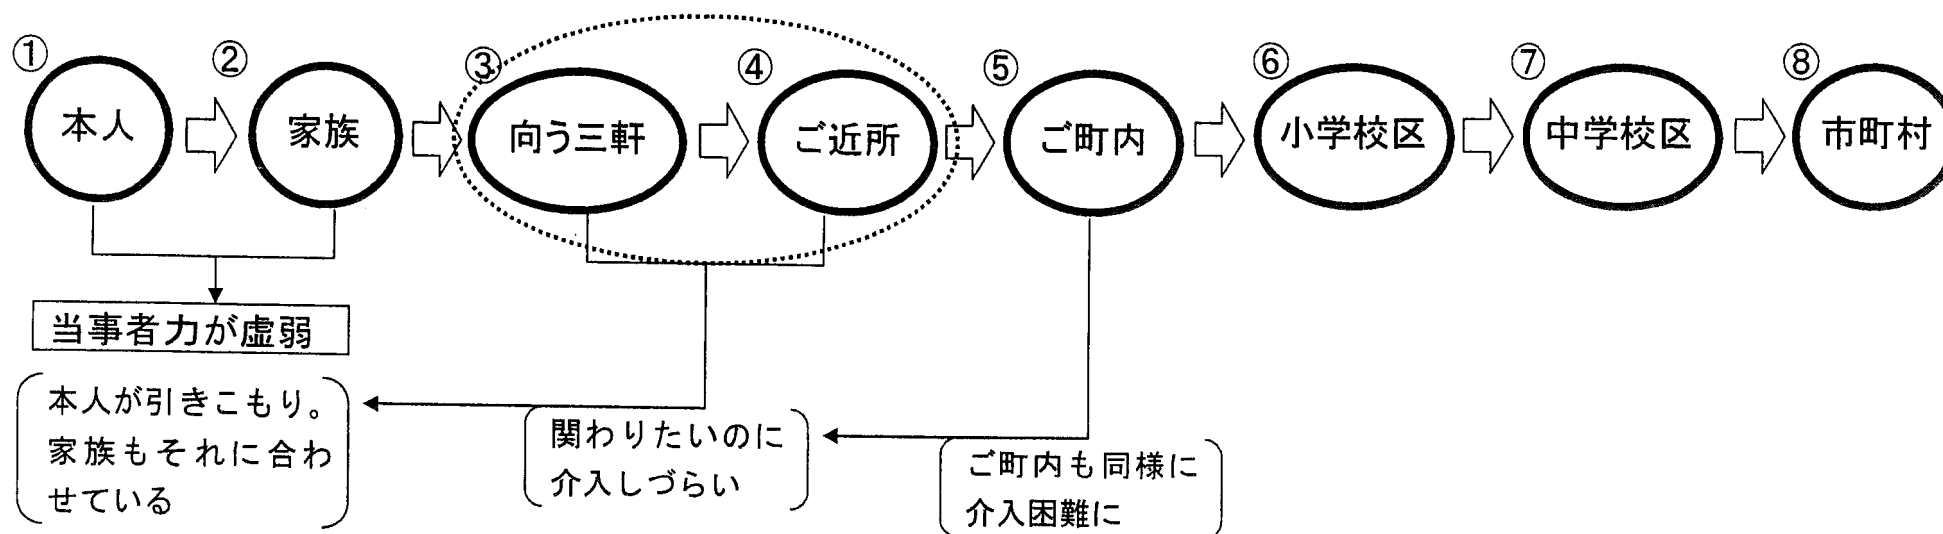 ① 本人
② 家族
③ 向う三軒
④ ご近所
⑤ ご町内
⑥ 小学校区
⑦ 中学校区
⑧ 市町村
当事者力が虚弱
本人が引きこもり。
家族もそれに合わ
せている
関わりたいのに
介入しづらい
ご町内も同様に
介入困難に